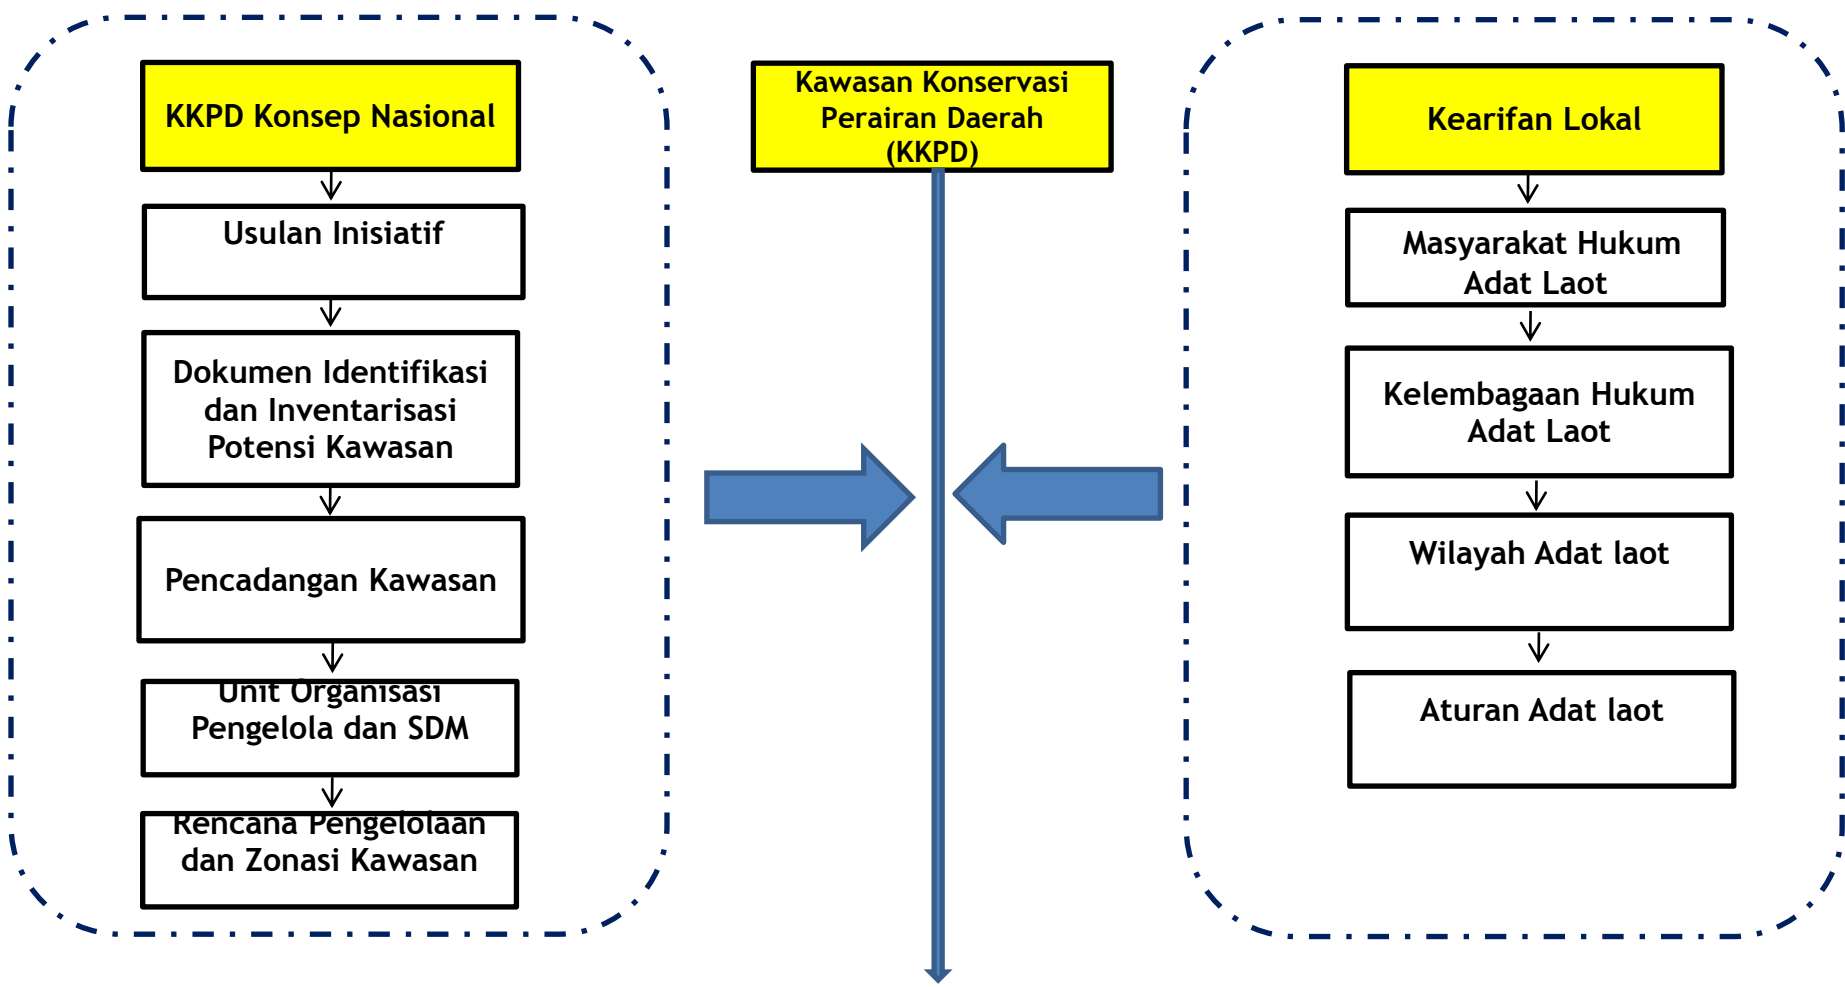 KKPD Konsep Nasional
Usulan Inisiatif
Dokumen Identifikasi
dan Inventarisasi
Potensi Kawasan
Pencadangan Kawasan
Unit Organisasi
Pengelola dan SDM
Rencana Pengelolaan
dan Zonasi Kawasan
Kawasan Konservasi
Perairan Daerah
(KKPD)
Kearifan Lokal
Masyarakat Hukum
Adat Laot
Kelembagaan Hukum
Adat Laot
Wilayah Adat laot
Aturan Adat laot